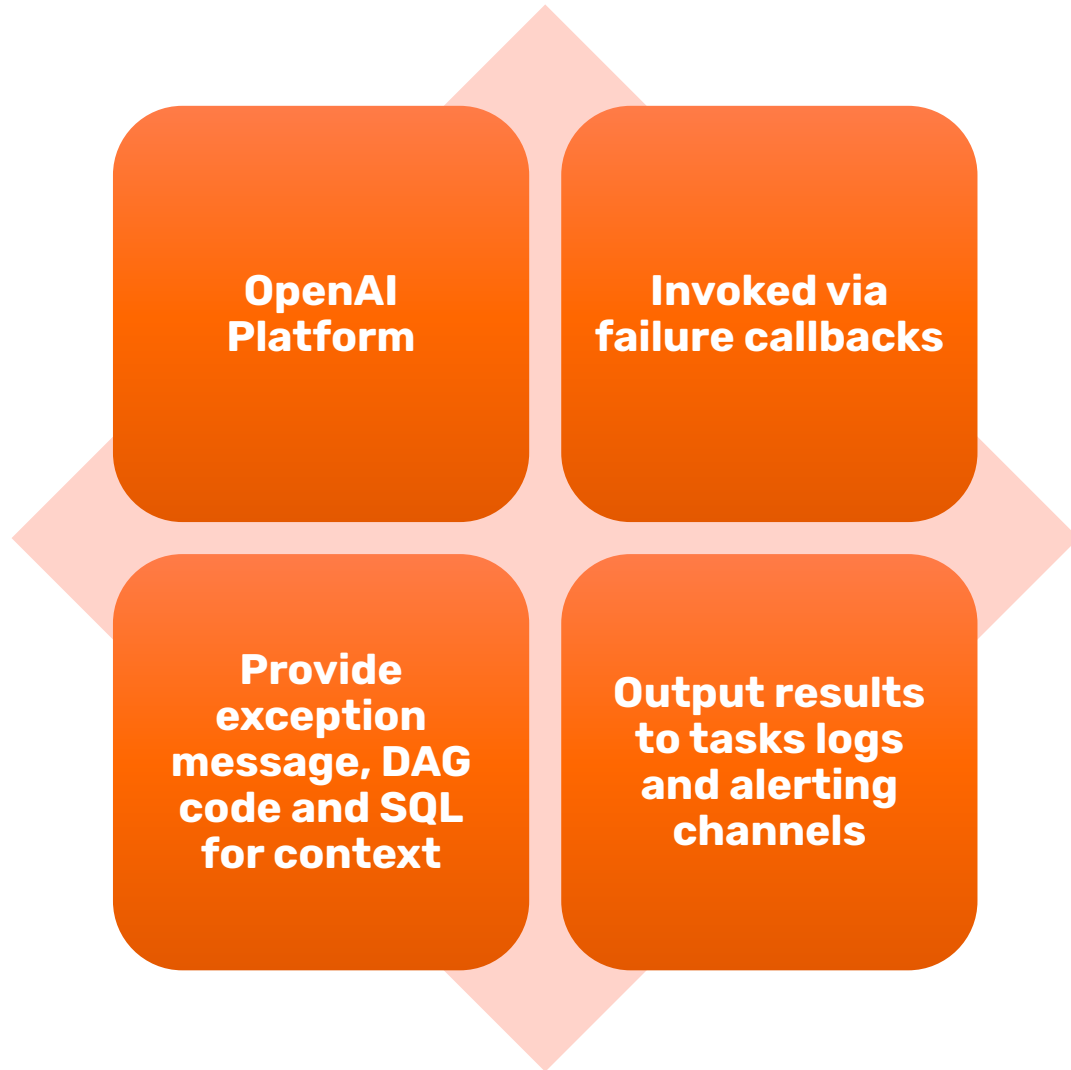 OpenAI
Platform
Invoked via
failure callbacks
Provide
exception
message, DAG
code and SQL
for context
Output results
to tasks logs
and alerting
channels